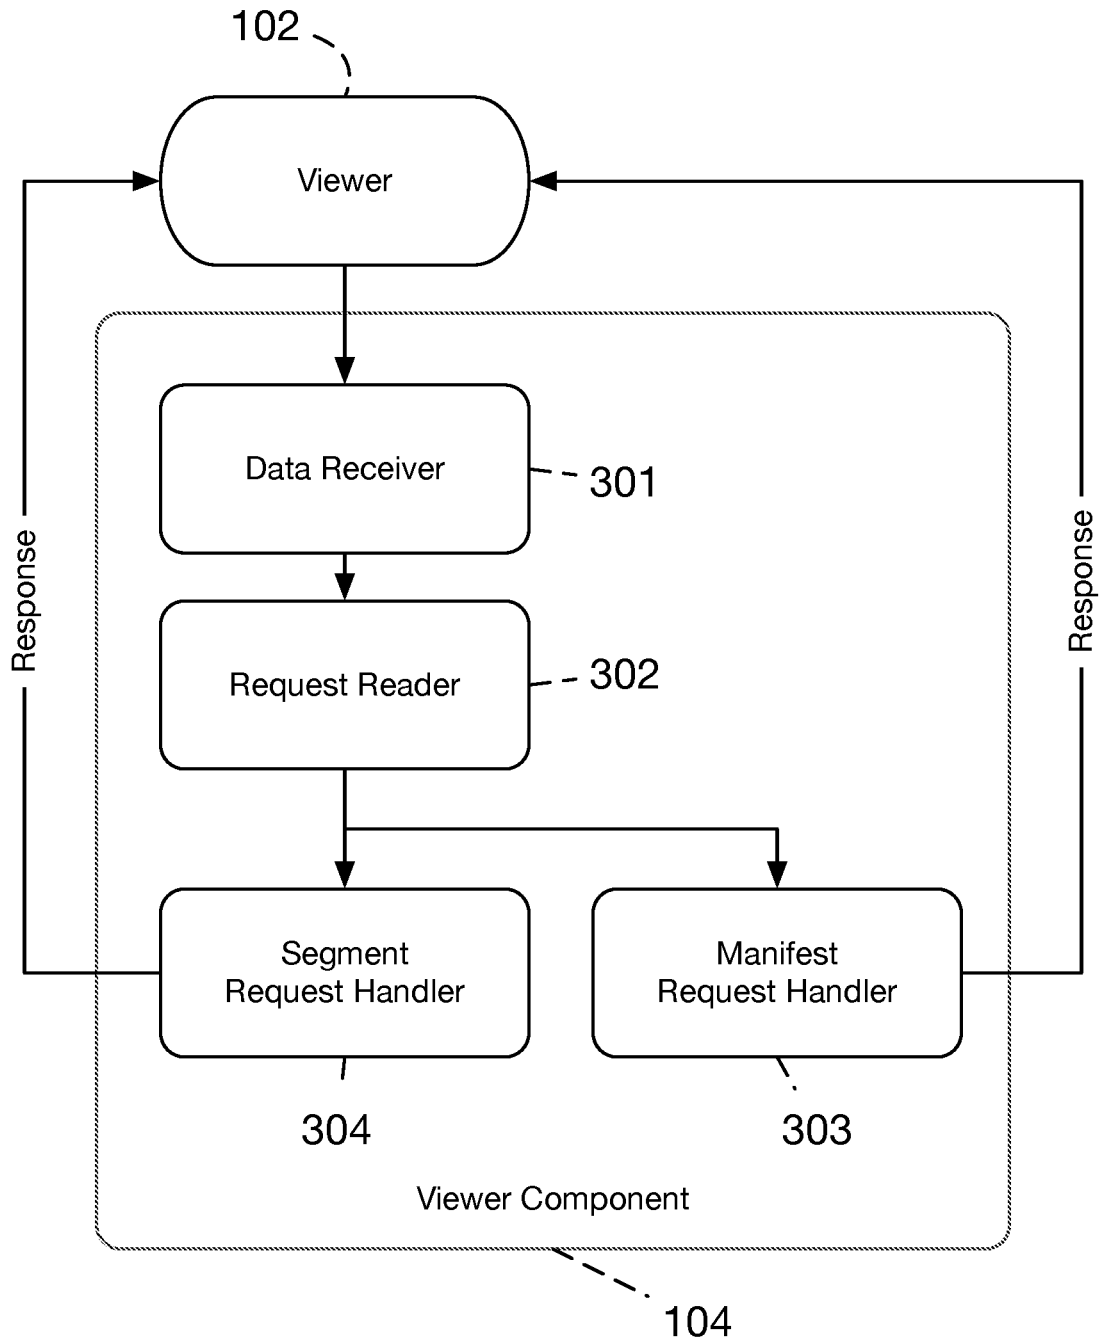 102
Viewer
Data Receiver
301
Response
Response
Request Reader
302
Segment
Request Handler
Manifest
Request Handler
304
303
Viewer Component
104